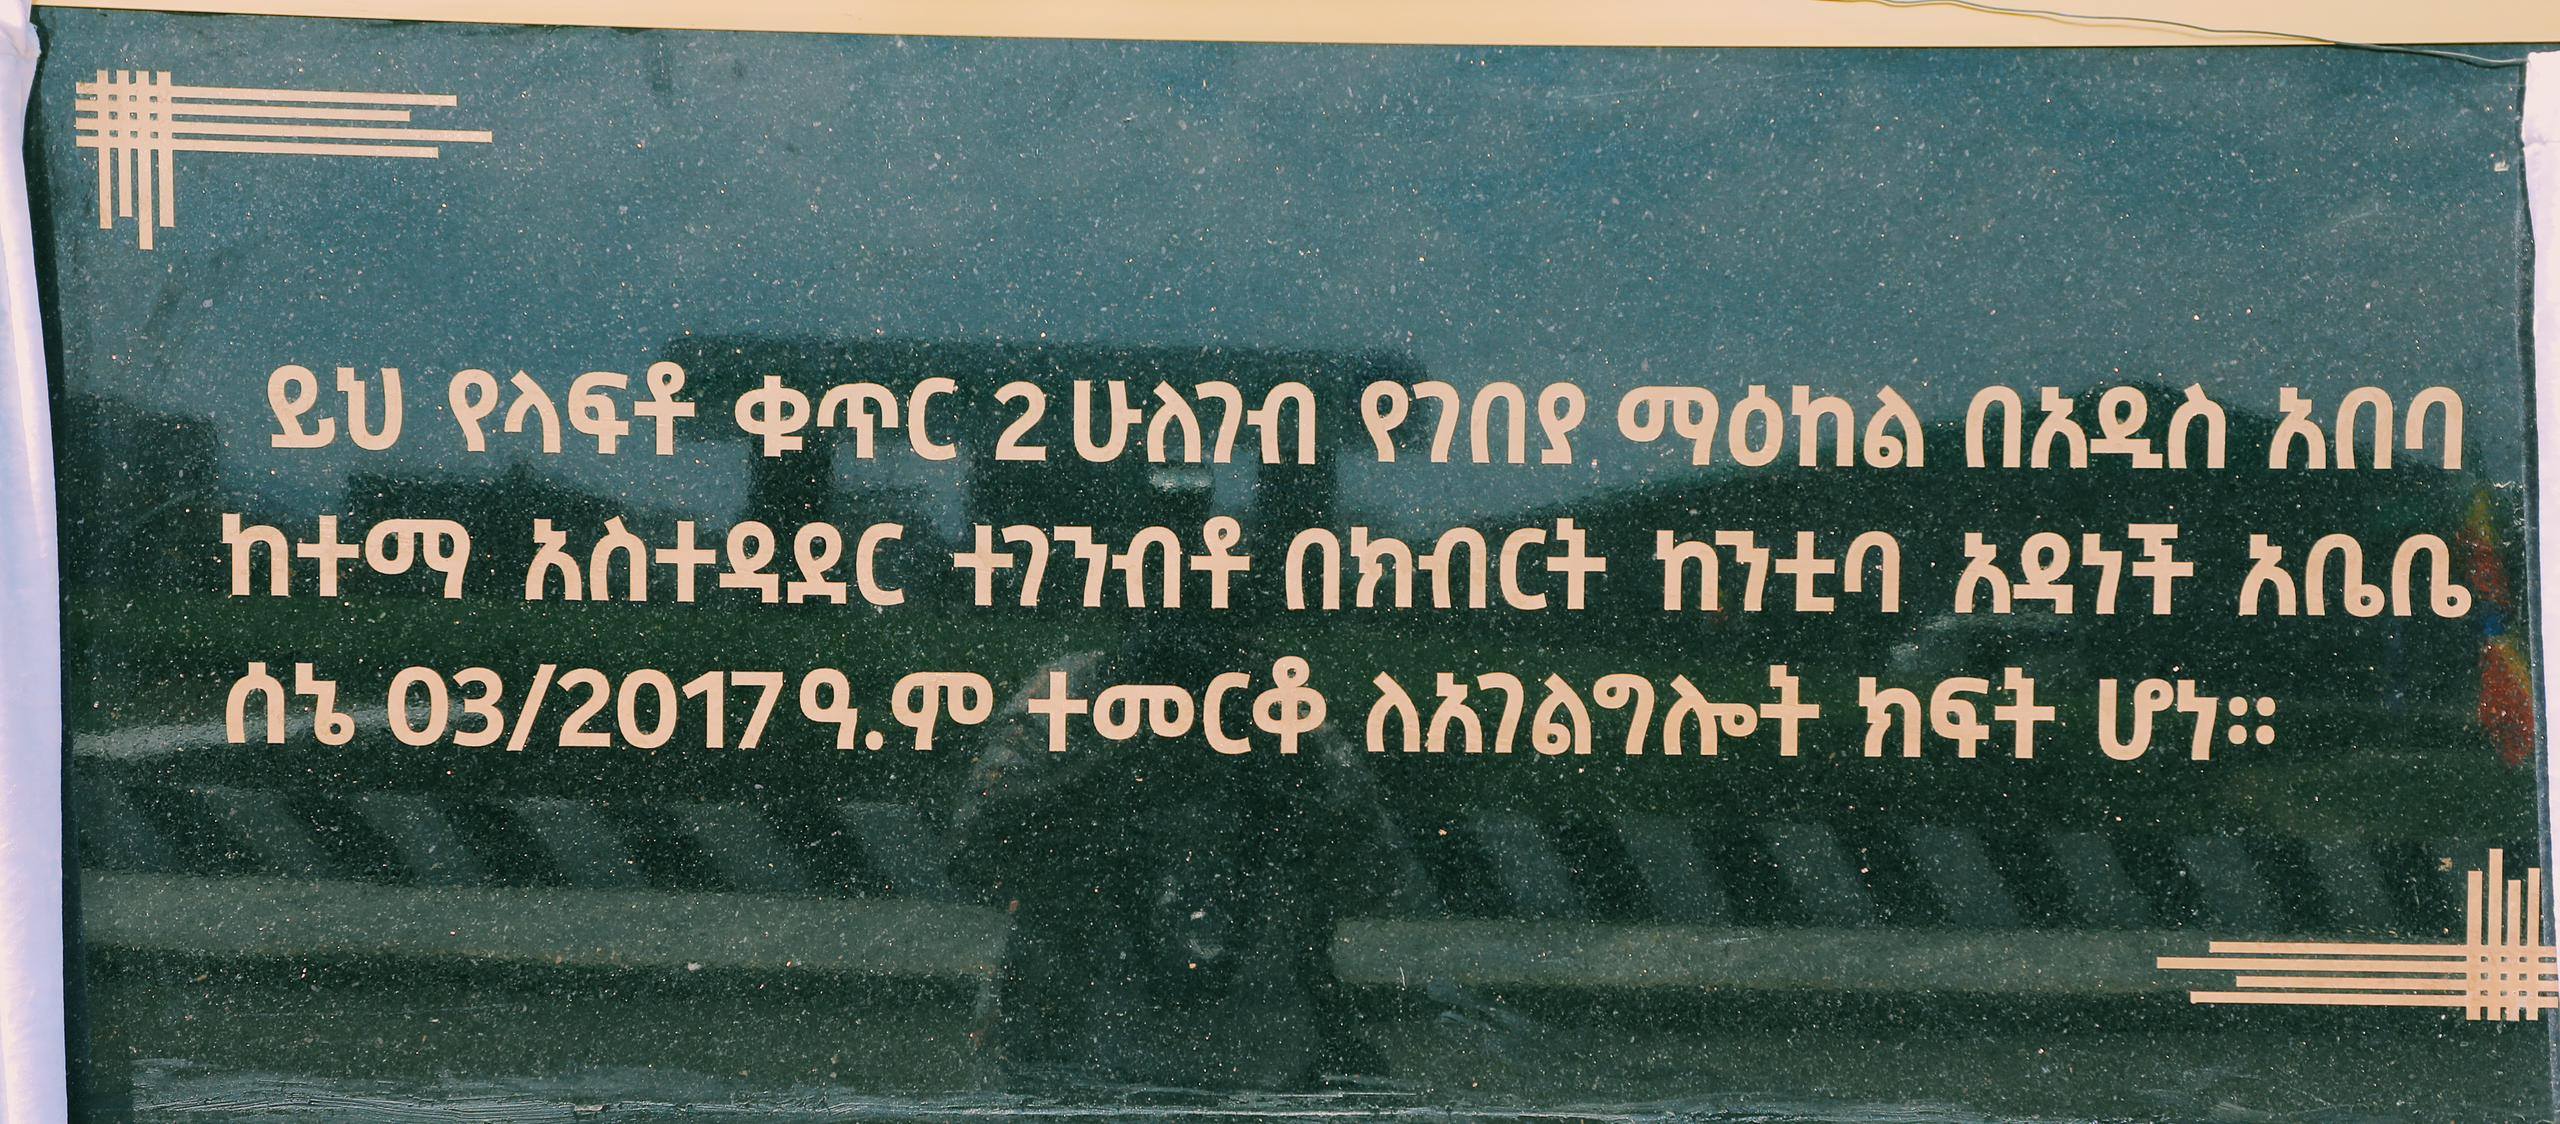 ይህ የላፍቶ ቁጥር 2 ሁለገብ የገበያ ማዕከል በአዲስ አበባ
ከተማ አስተዳደር ተገንብቶ በክብርት ከንቲባ አዳነች አቤቤ
ሰኔ 03/2017 ዓ.ም ተመርቆ ለአገልግሎት ክፍት ሆነ።